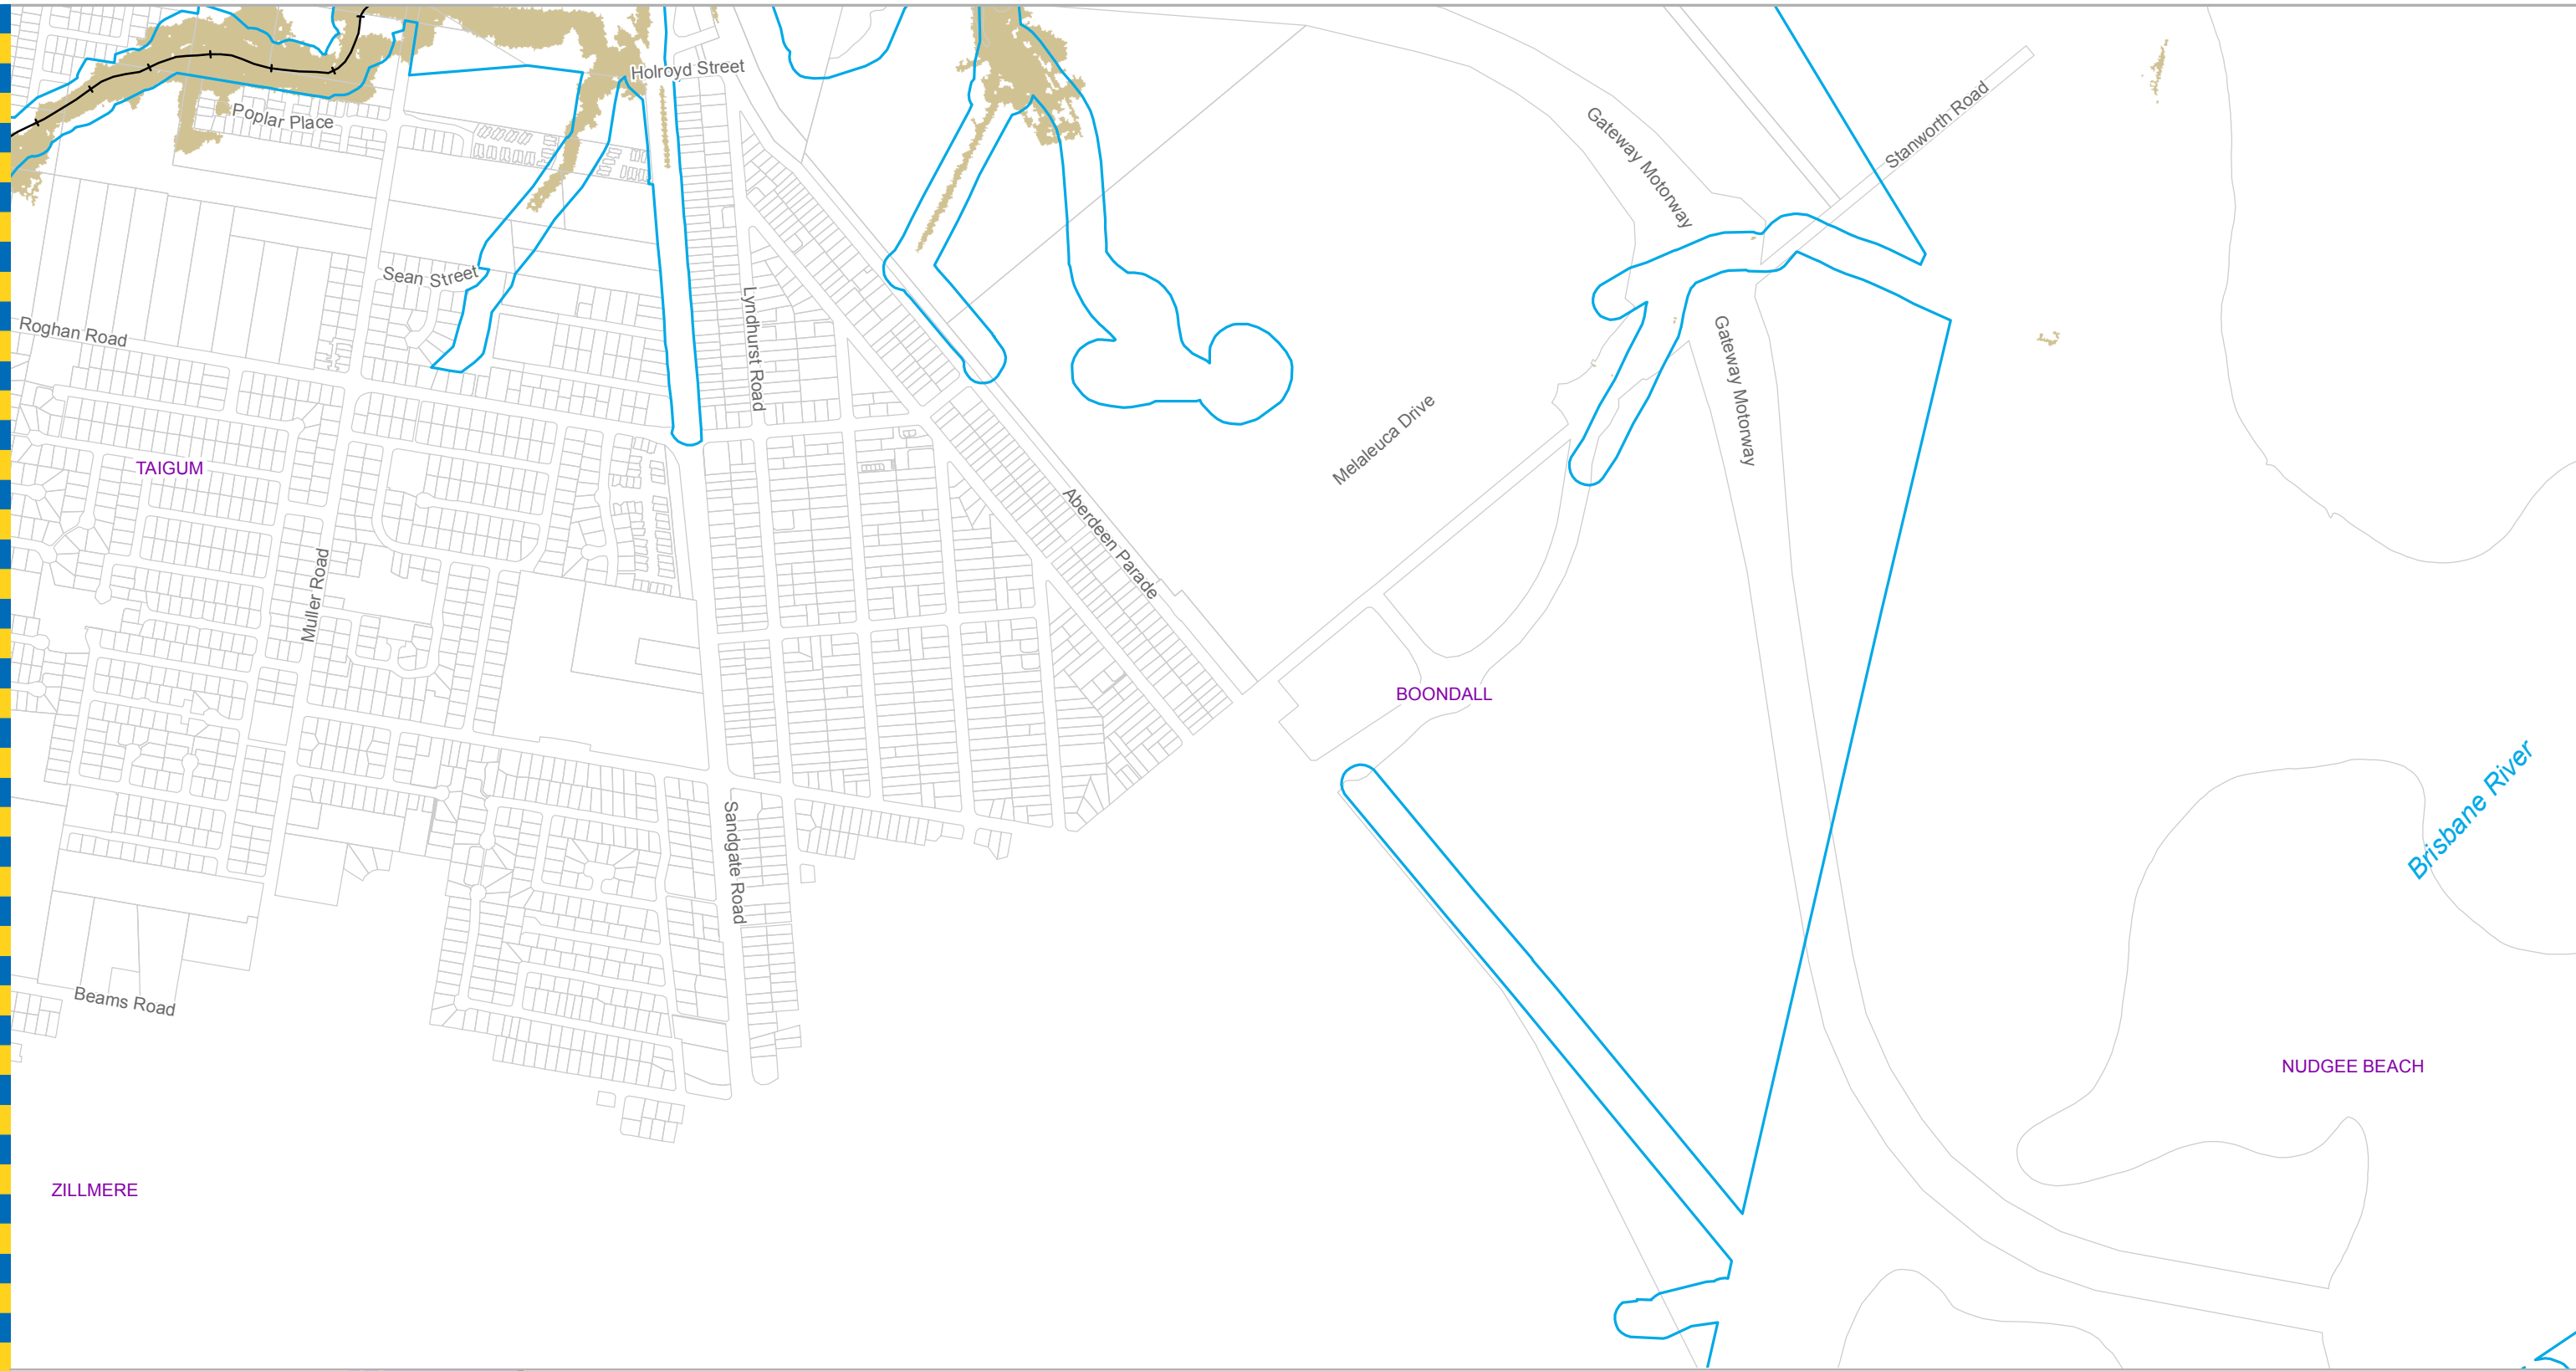 Holroyd Street
Poplar Place
Gateway Motorway
Stanworth Road
Sean Street
Roghan Road
Lyndhurst Road
Gateway Motorway
Melaleuca Drive
TAIGUM
Aberdeen Parade
Muller Road
BOONDALL
Brisbane River
Sandgate Road
Beams Road
NUDGEE BEACH
ZILLMERE